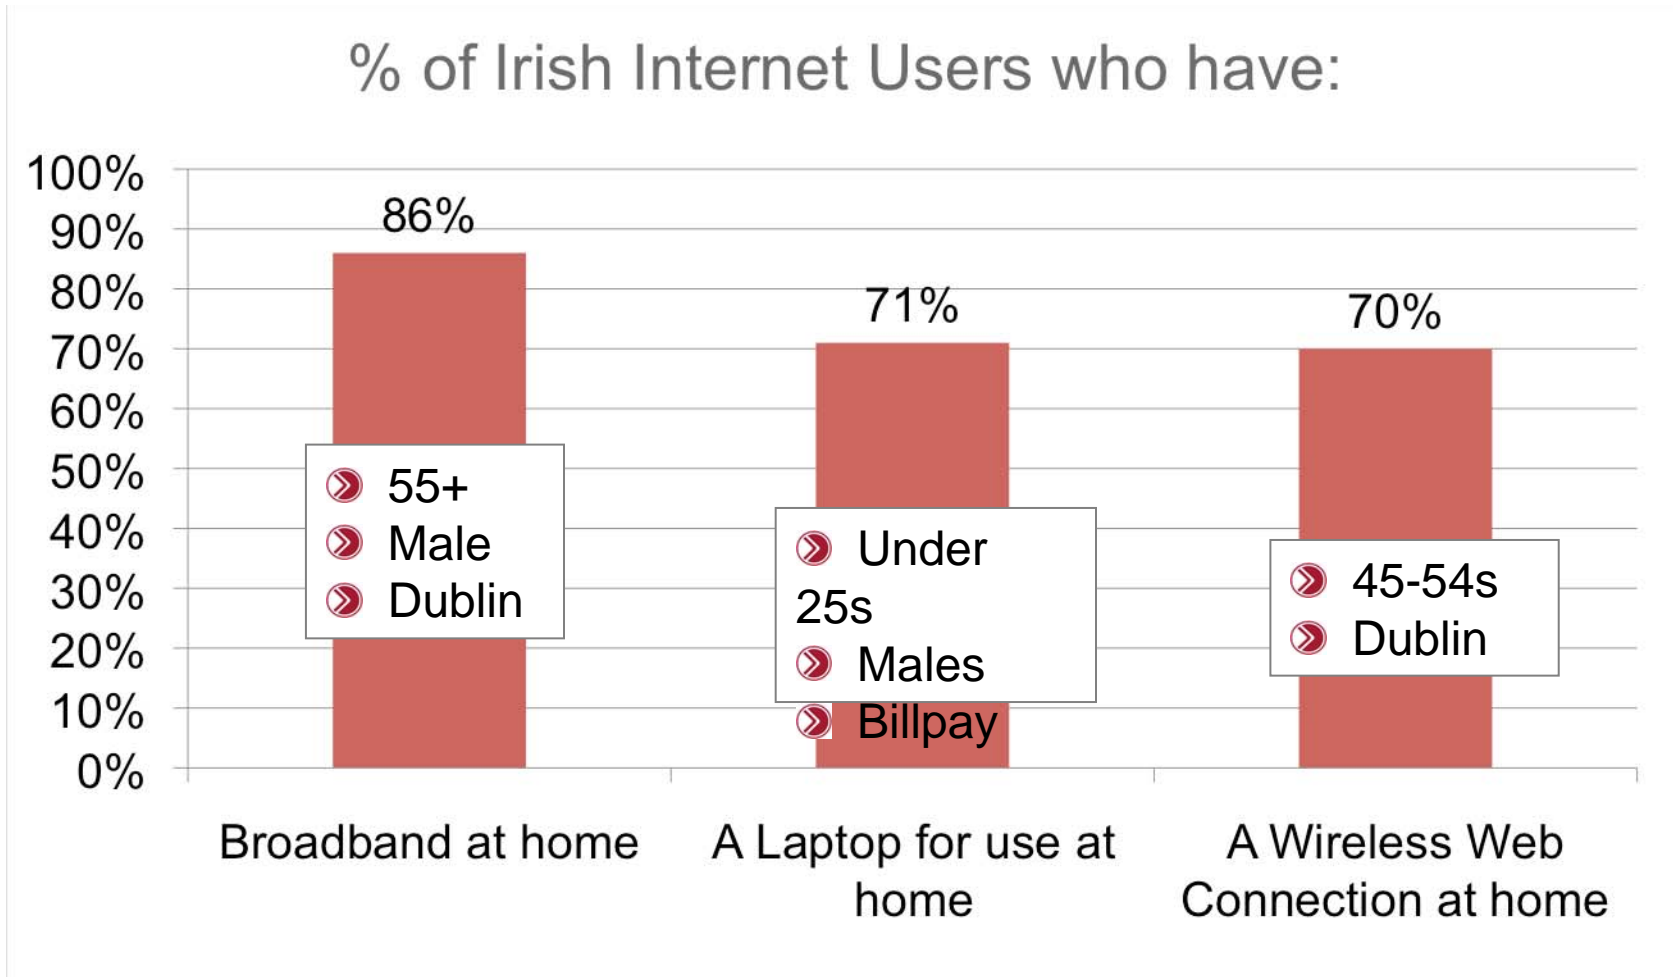 % of Irish Internet Users who have:
100%
90%
80%
70%
60%
50%
40%
30%
20%
10%
0%
86%
71%
70%
55+
Male
Dublin
Under
25s
Males
Billpay
45-54s
Dublin
Broadband at home
A Laptop for use at
home
A Wireless Web
Connection at home